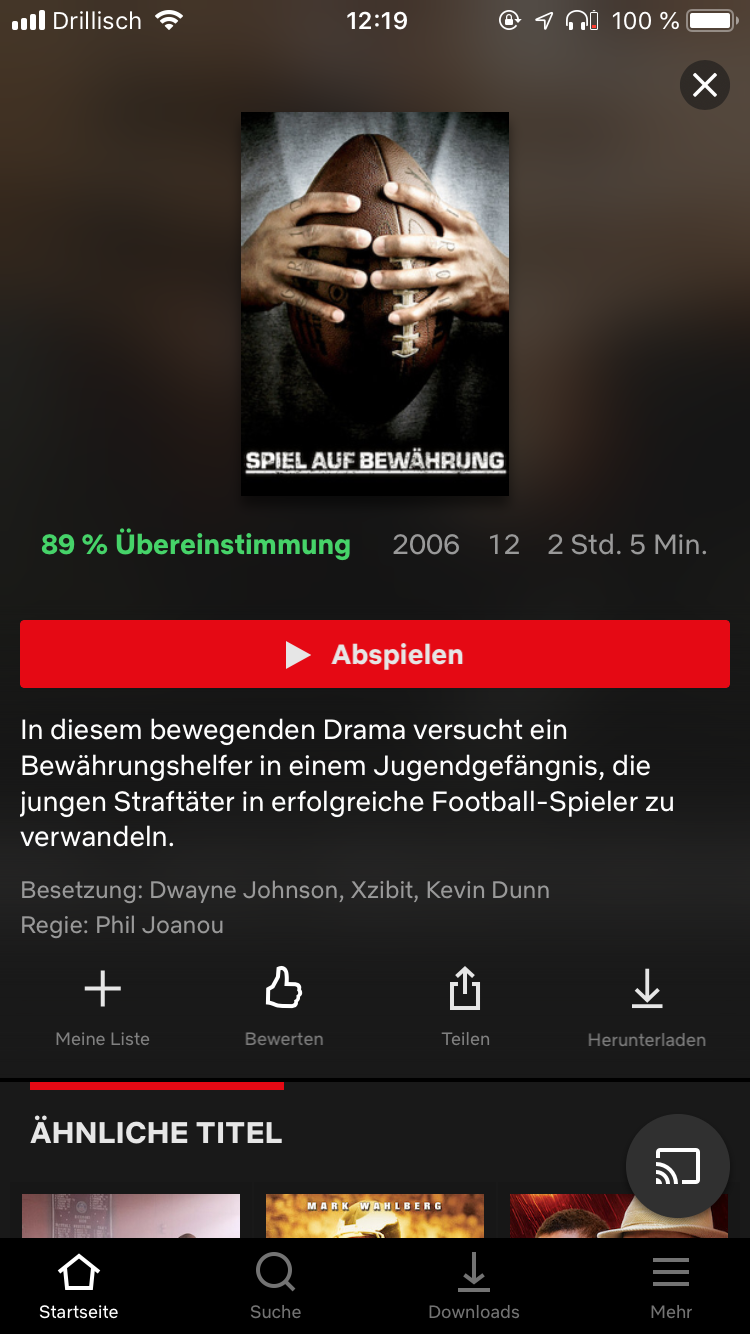 Drillisch 12:19 100 %
SPIEL AUF BEWÄHRUNG
89 % Übereinstimmung 2006 12 2 Std. 5 Min.
Abspielen
In diesem bewegenden Drama versucht ein
Bewährungshelfer in einem Jugendgefängnis, die
jungen Straftäter in erfolgreiche Football-Spieler zu
verwandeln.
Besetzung: Dwayne Johnson, Xzibit, Kevin Dunn
Regie: Phil Joanou
Meine Liste Bewerten Teilen Herunterladen
ÄHNLICHE TITEL
MARK WAHLBERG
Startseite Suche Downloads Mehr